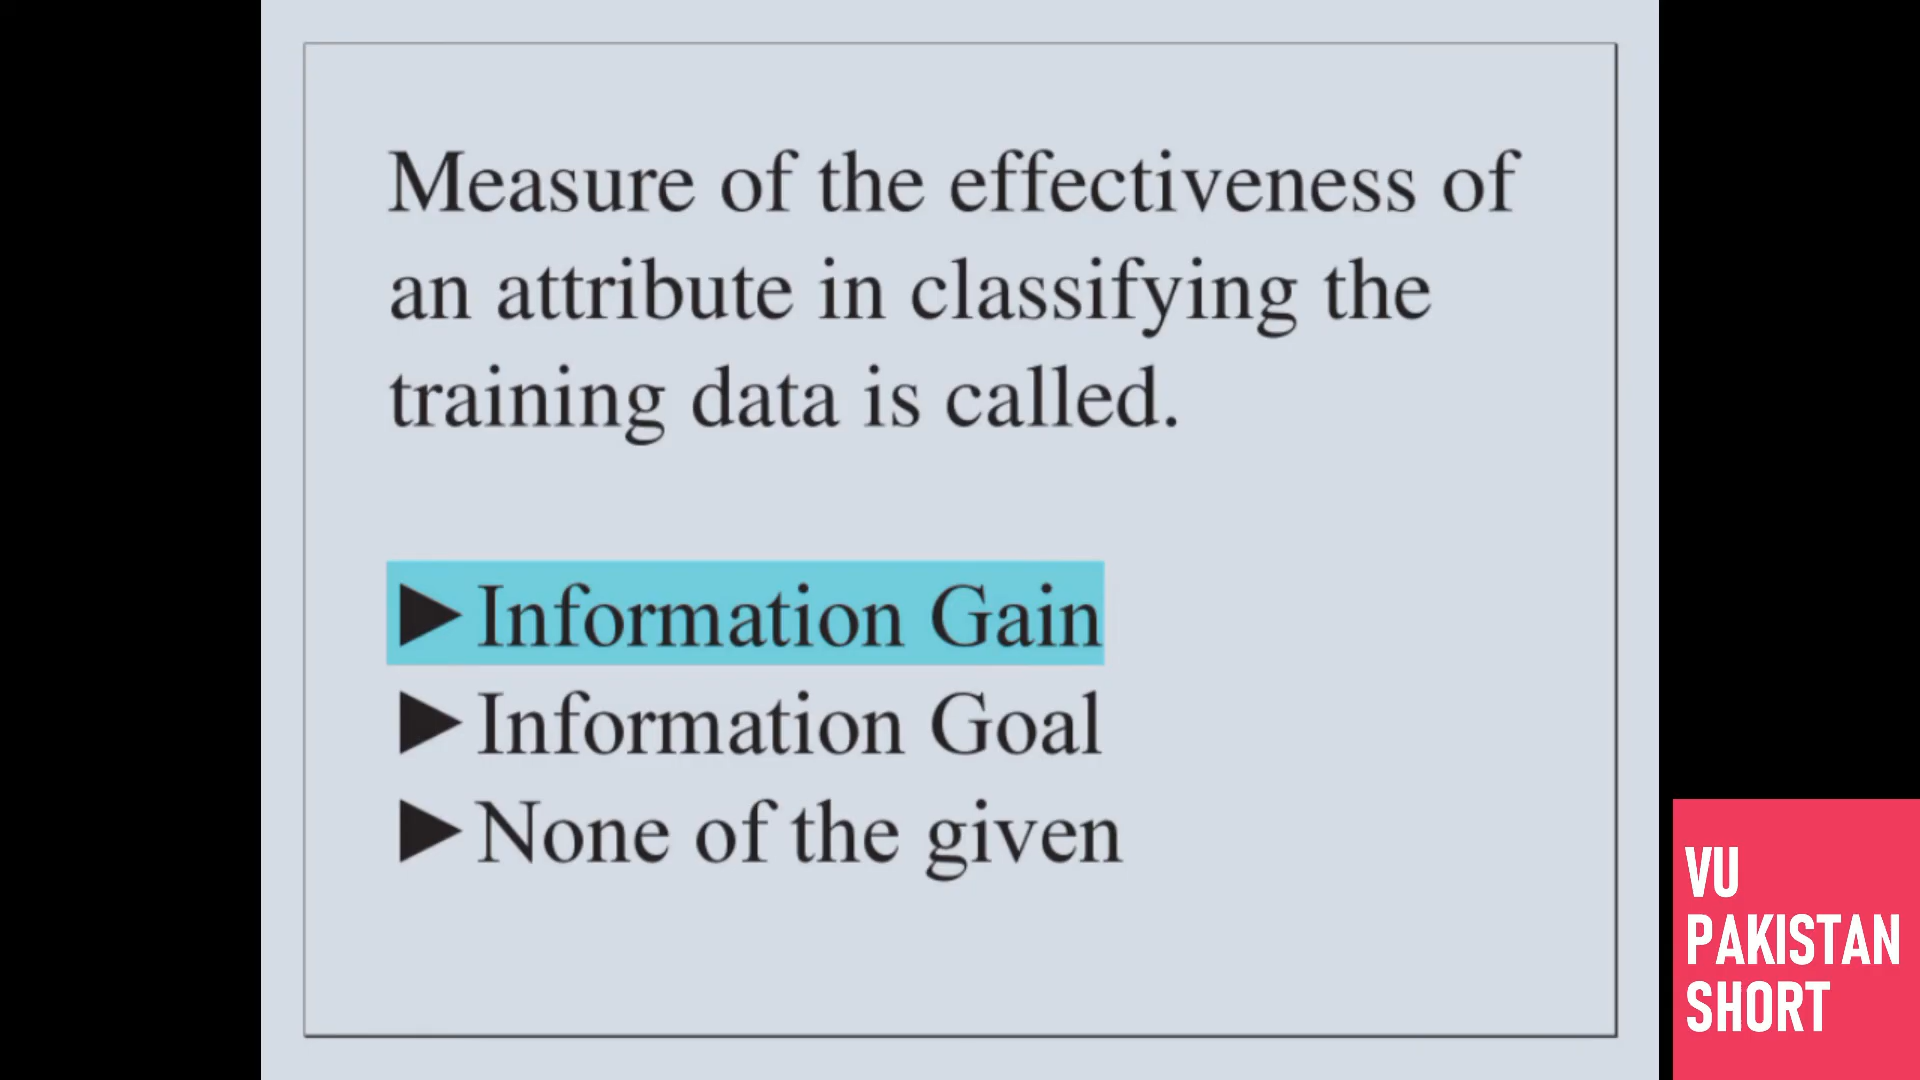 Measure of the effectiveness of
an attribute in classifying the
training data is called.
►Information Gain
►Information Goal
►None of the given
VU
PAKISTAN
SHORT